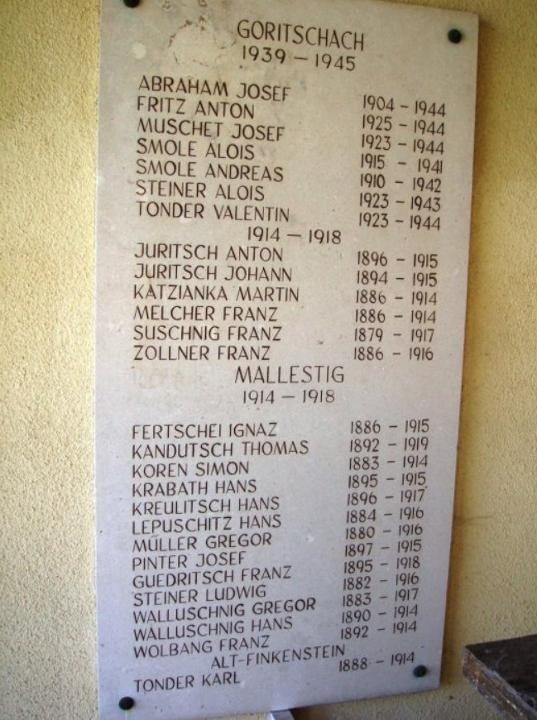 GORITSCHACH
1939 – 1945
ABRAHAM JOSEF 1904 – 1944
FRITZ ANTON 1925 – 1944
MUSCHET JOSEF 1923 – 1944
SMOLE ALOIS 1915 – 1941
SMOLE ANDREAS 1910 – 1942
STEINER ALOIS 1923 – 1943
TONDER VALENTIN 1923 – 1944
1914 – 1918
JURITSCH ANTON 1896 – 1915
JURITSCH JOHANN 1894 – 1915
KATZIANKA MARTIN 1886 – 1914
MELCHER FRANZ 1886 – 1914
SUSCHNIG FRANZ 1879 – 1917
ZOLLNER FRANZ 1886 – 1916
MALLESTIG
1914 – 1918
FERTSCHEI IGNAZ 1886 – 1915
KANDUTSCH THOMAS 1892 – 1919
KOREN SIMON 1883 – 1914
KRABATH HANS 1895 – 1915
KREULITSCH HANS 1896 – 1917
LEPUSCHITZ HANS 1884 – 1916
MÜLLER GREGOR 1880 – 1916
PINTER JOSEF 1897 – 1915
GUEDRITSCH FRANZ 1895 – 1918
STEINER LUDWIG 1882 – 1916
WALLUSCHNIG GREGOR 1883 – 1917
WALLUSCHNIG HANS 1890 – 1914
WOLBANG FRANZ 1892 – 1914
ALT-FINKENSTEIN
TONDER KARL 1888 – 1914